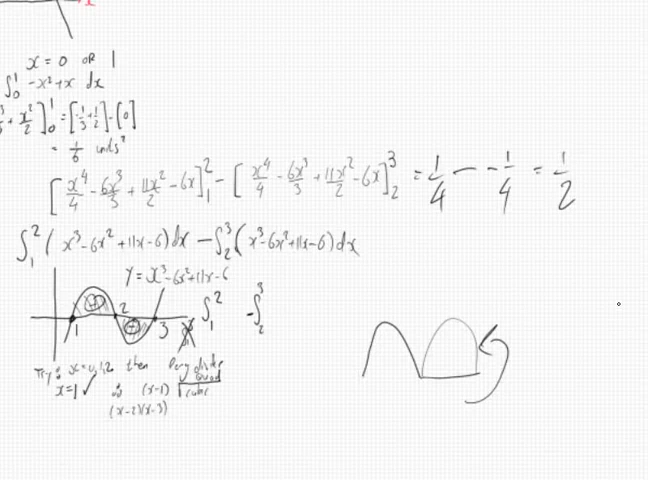 x = 0 OR 1
∫₀¹ -x²+x dx
+ x²/2]₀¹ = [-1/3 + 1/2] - [0]
= 1/6 units²
[x⁴/4 - 6x³/3 + 11x²/2 - 6x]₁² - [x⁴/4 - 6x³/3 + 11x²/2 - 6x]₂³ = 1/4 - -1/4 = 1/2
∫₁² (x³-6x²+11x-6)dx - ∫₂³ (x³-6x²+11x-6)dx
y = x³-6x²+11x-6
+ 2 ∫₁² -∫₂³
1 + 3
Try x=0,1,2 then Poly divide
quad
x=1 ✓ (x-1) cubic
(x-2)(x-3)